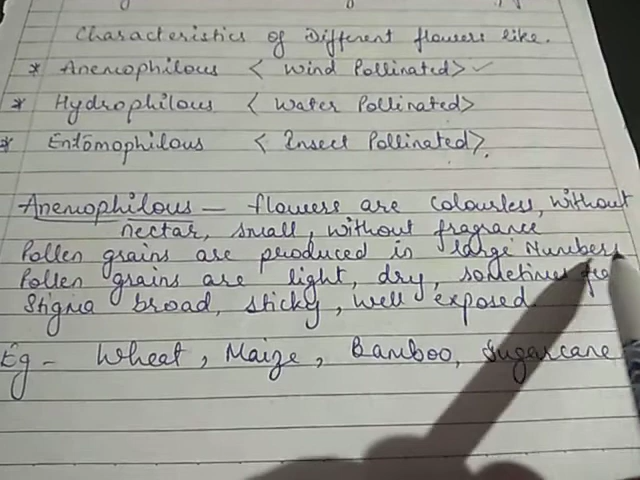 Characteristics of Different flowers like.
* Anemophilous < Wind Pollinated> ✓
* Hydrophilous < Water Pollinated>
* Entomophilous < Insect Pollinated>.
Anemophilous — flowers are colourless, without
nectar, small, without fragrance
Pollen grains are produced in large Numbers
Pollen grains are light, dry, sometimes
Stigma broad, sticky, well exposed.
Eg - Wheat, Maize, Bamboo, Sugarcane